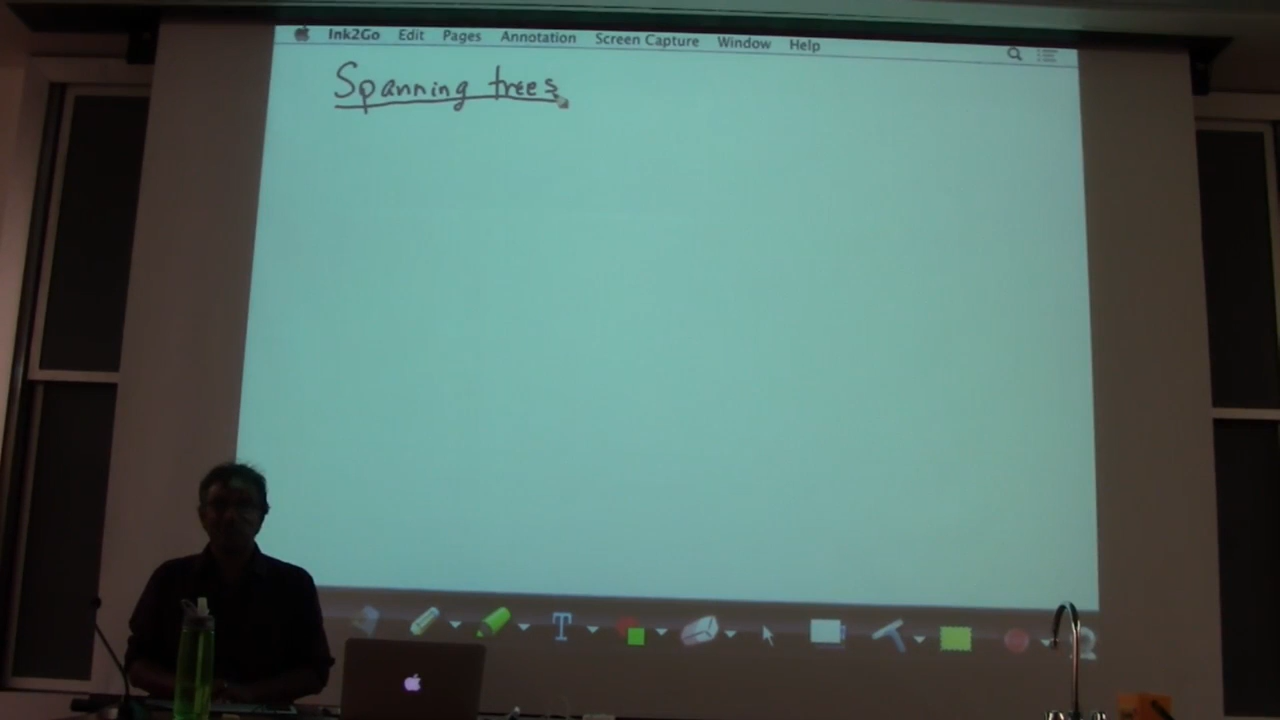 Ink2Go Edit Pages Annotation Screen Capture Window Help
Spanning trees
T